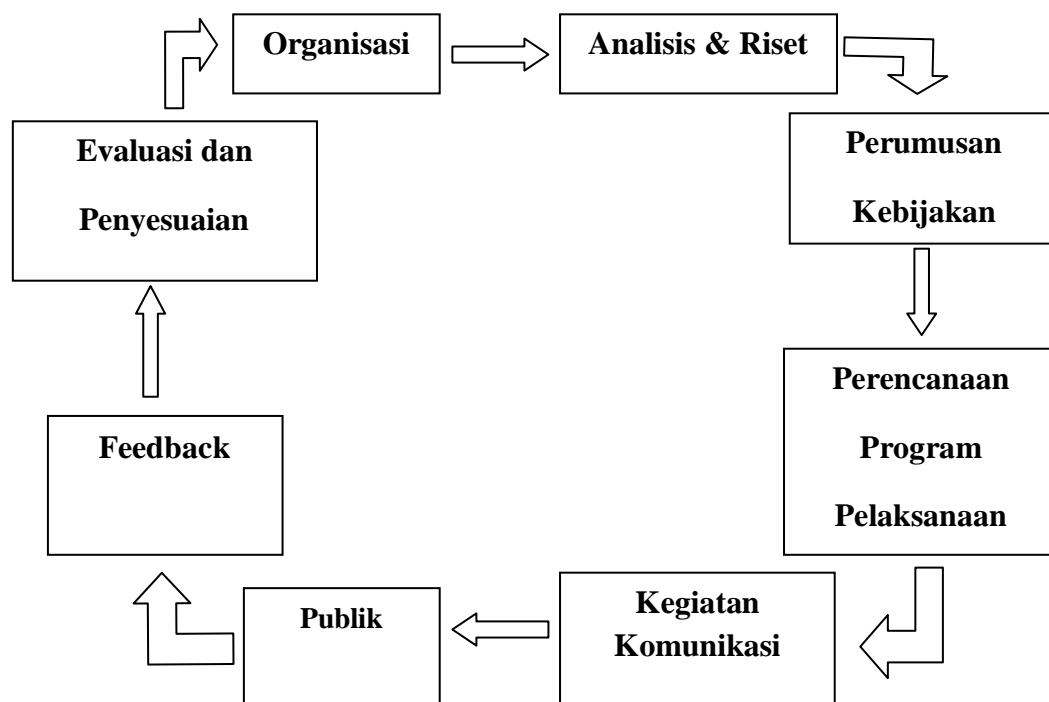 Organisasi
Analisis & Riset
Perumusan
Kebijakan
Perencanaan
Program
Pelaksanaan
Kegiatan
Komunikasi
Publik
Feedback
Evaluasi dan
Penyesuaian